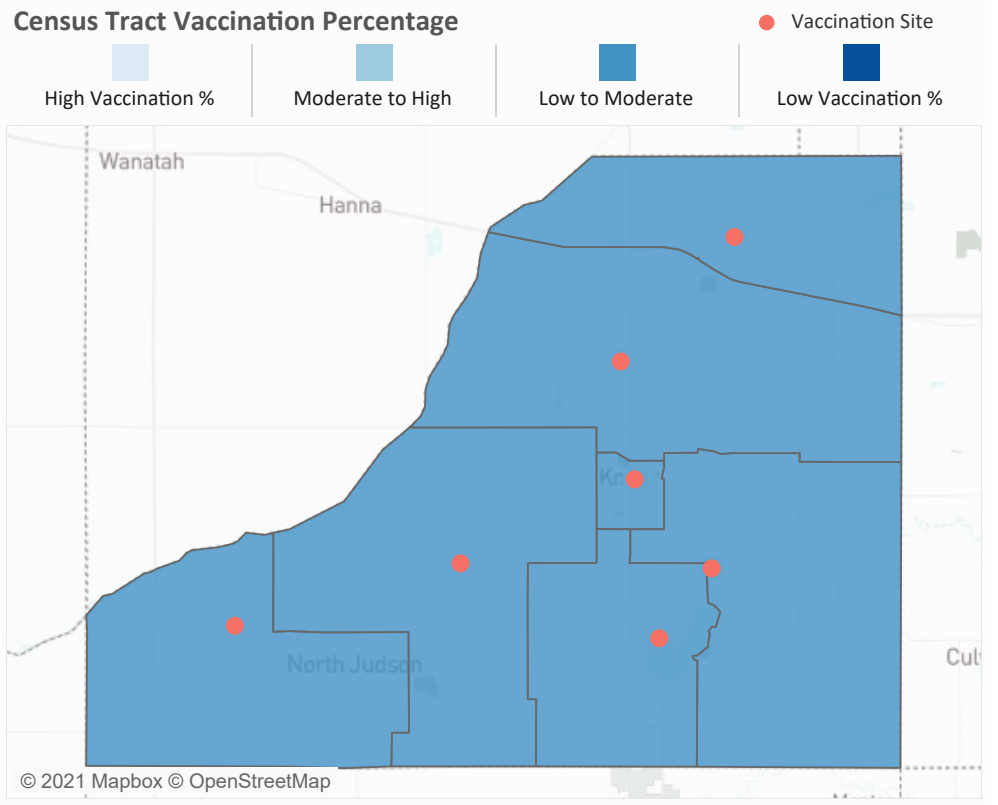 Census Tract Vaccination Percentage
Vaccination Site
High Vaccination %
Moderate to High
Low to Moderate
Low Vaccination %
Wanatah
Hanna
North Judson
© 2021 Mapbox © OpenStreetMap